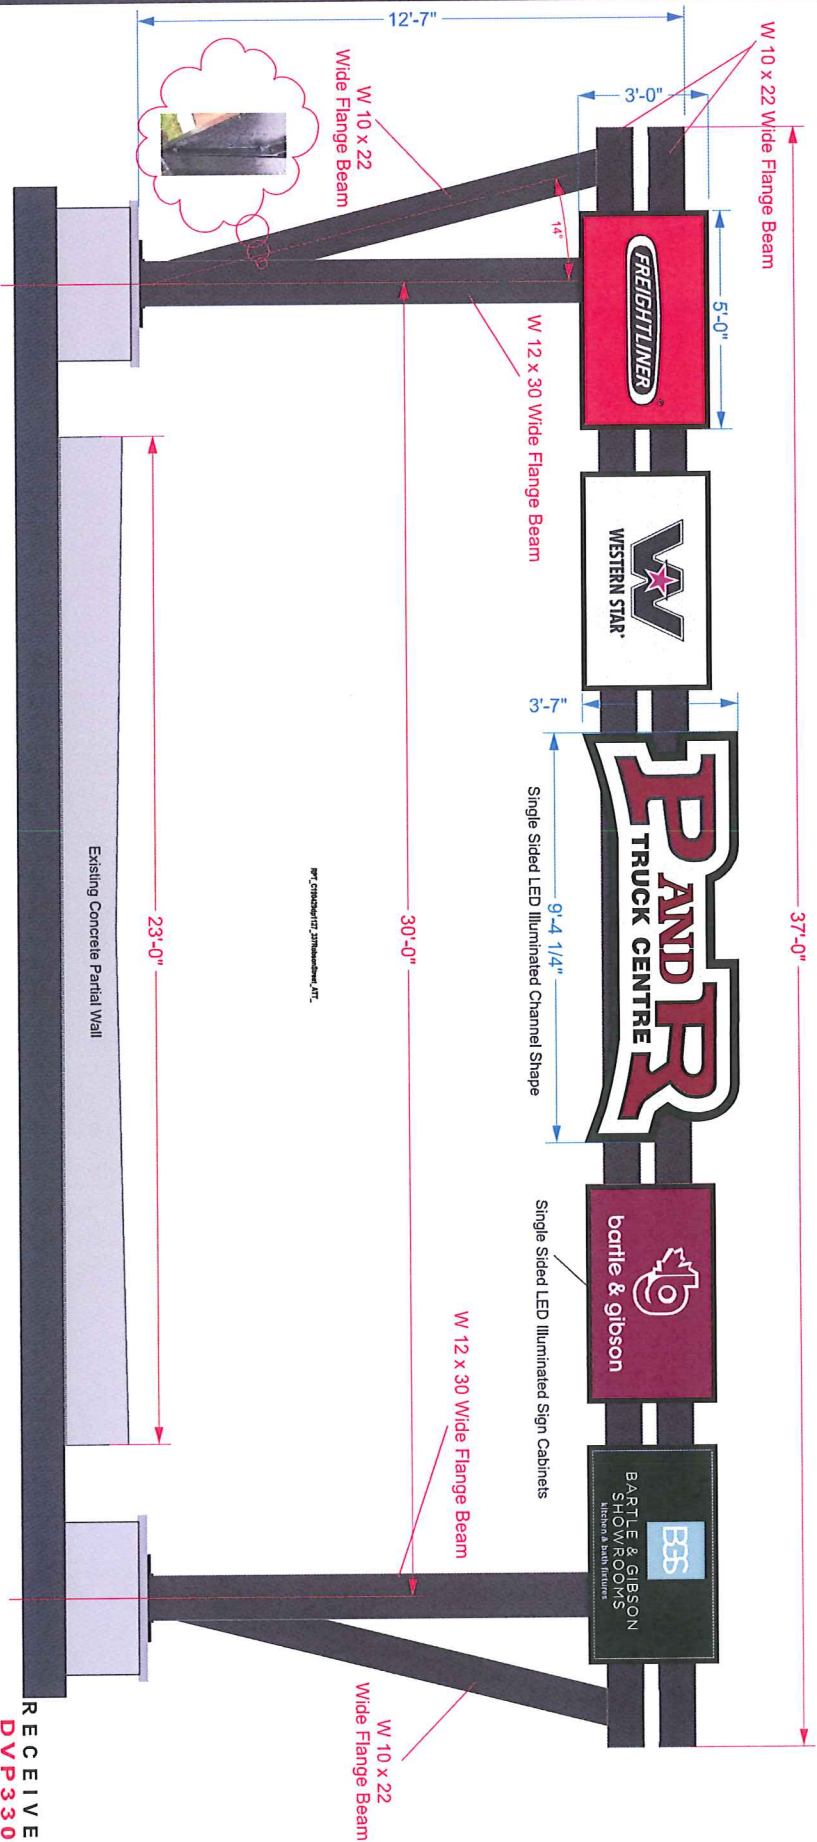 37'-0"
W 10 x 22 Wide Flange Beam
12'-7"
3'-0"
5'-0"
FREIGHTLINER
®
WESTERN STAR
3'-7"
P AND R
TRUCK CENTRE
9'-4 1/4"
Single Sided LED Illuminated Channel Shape
bartle & gibson
Single Sided LED Illuminated Sign Cabinets
BGS
BARTLE & GIBSON
SHOWROOMS
kitchen & bath fixtures
W 10 x 22
Wide Flange Beam
14"
W 12 x 30 Wide Flange Beam
W 12 x 30 Wide Flange Beam
W 10 x 22
Wide Flange Beam
30'-0"
23'-0"
Existing Concrete Partial Wall
RECEIVE
DVP330